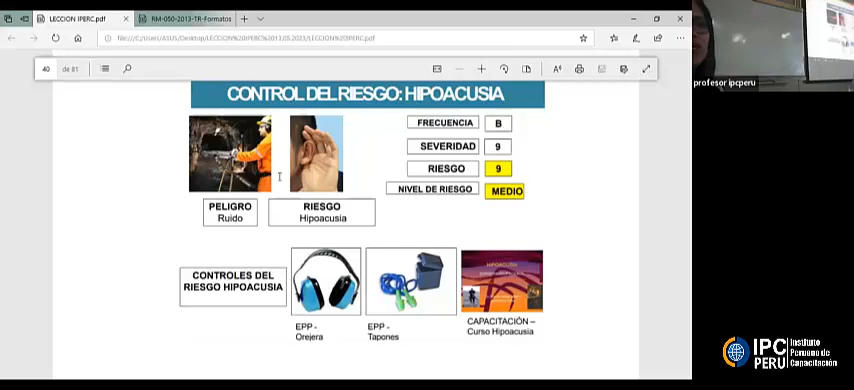 LECCION IPERC.pdf
RM-050-2013-TR-Formatos
file:///C:/Users/ASUS/Desktop/LECCION%20IPERC%2013,05.2023/LECCION%20IPERC.pdf
40 de 81
profesor ipcperu
CONTROL DEL RIESGO: HIPOACUSIA
FRECUENCIA B
SEVERIDAD 9
RIESGO 9
NIVEL DE RIESGO MEDIO
PELIGRO
Ruido
RIESGO
Hipoacusia
CONTROLES DEL
RIESGO HIPOACUSIA
HIPOACUSIA
EPP -
Orejera
EPP -
Tapones
CAPACITACIÓN –
Curso Hipoacusia
IPC
PERU
Instituto
Peruano de
Capacitación